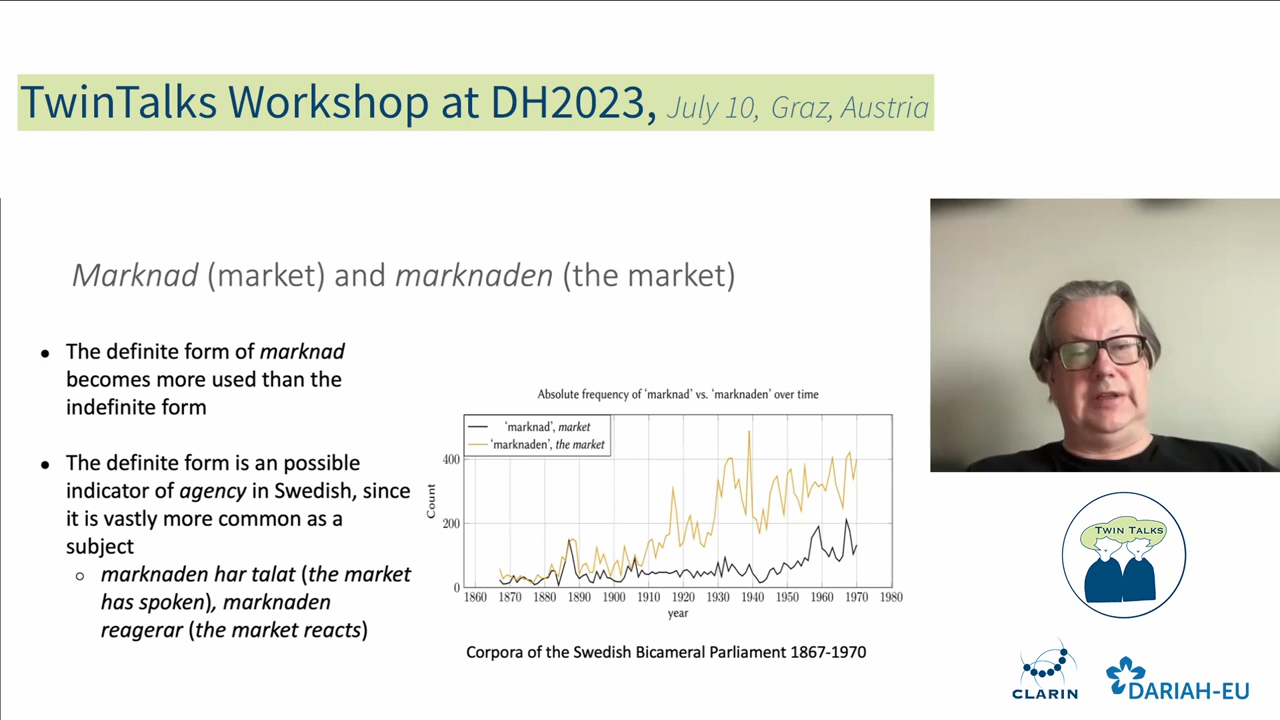 TwinTalks Workshop at DH2023, July 10, Graz, Austria
Marknad (market) and marknaden (the market)
• The definite form of marknad
becomes more used than the
indefinite form
• The definite form is an possible
indicator of agency in Swedish, since
it is vastly more common as a
subject
○ marknaden har talat (the market
has spoken), marknaden
reagerar (the market reacts)
Absolute frequency of ‘marknad’ vs. ‘marknaden’ over time
‘marknad’, market
‘marknaden’, the market
Count
400
200
0
1860 1870 1880 1890 1900 1910 1920 1930 1940 1950 1960 1970 1980
year
Corpora of the Swedish Bicameral Parliament 1867-1970
TWIN TALKS
CLARIN
DARIAH-EU